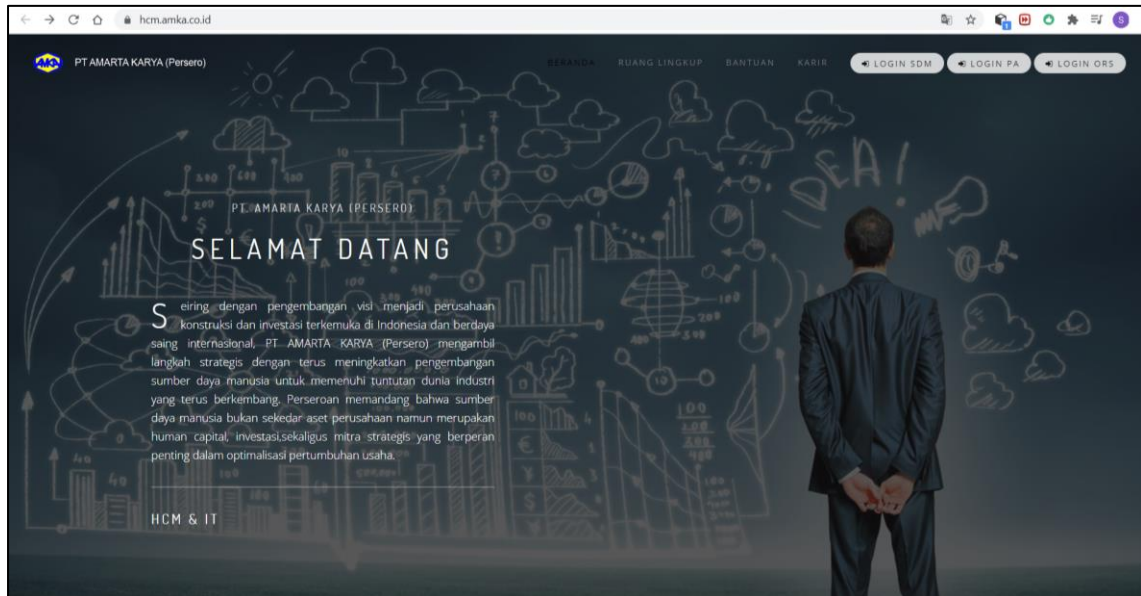 hcm.amka.co.id
AMKA
PT AMARTA KARYA (Persero)
BERANDA
RUANG LINGKUP
BANTUAN
KARIR
LOGIN SDM
LOGIN PA
LOGIN ORS
IDEA!
PT. AMARTA KARYA (PERSERO)
SELAMAT DATANG
Seiring dengan pengembangan visi menjadi perusahaan
konstruksi dan investasi terkemuka di Indonesia dan berdaya
saing internasional, PT AMARTA KARYA (Persero) mengambil
langkah strategis dengan terus meningkatkan pengembangan
sumber daya manusia untuk memenuhi tuntutan dunia industri
yang terus berkembang. Perseroan memandang bahwa sumber
daya manusia bukan sekedar aset perusahaan namun merupakan
human capital, investasi,sekaligus mitra strategis yang berperan
penting dalam optimalisasi pertumbuhan usaha.
HCM & IT